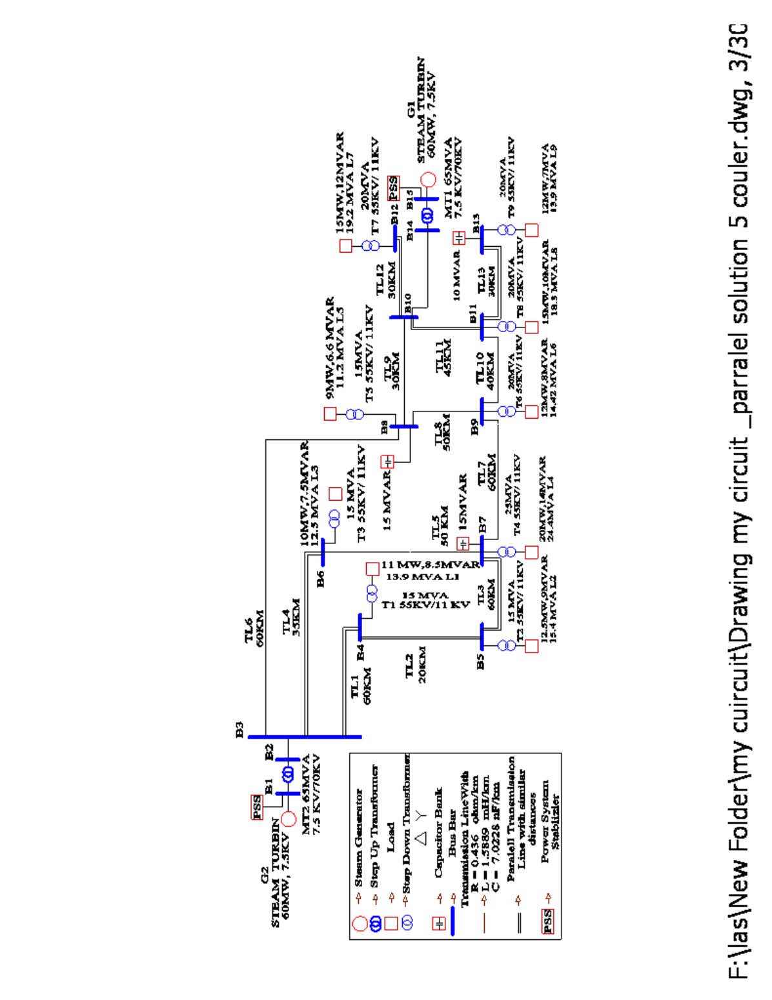 G2
STEAM TURBIN
60MW, 7.5KV
PSS
B1
B2
MT2 65MVA
7.5 KV/70KV
B3
TL6
60KM
TL4
35KM
TL1
60KM
B4
TL2
20KM
B5
B6
10MW,7.5MVAR
12.5 MVA L3
15 MVA
T3 55KV/ 11KV
11 MW,8.5MVAR
13.9 MVA L1
15 MVA
T1 55KV/11 KV
TL3
60KM
15 MVA
T2 55KV/ 11KV
12.5MW,9MVAR
15.4 MVA L2
TL5
50 KM
15MVAR
B7
25MVA
T4 55KV/ 11KV
20MW,14MVAR
24.4MVA L4
TL7
60KM
15 MVAR
B8
9MW,6.6 MVAR
11.2 MVA L5
15MVA
T5 55KV/ 11KV
TL8
50KM
B9
20MVA
T6 55KV/ 11KV
12MW,8MVAR
14.42 MVA L6
TL9
30KM
TL10
40KM
TL11
45KM
B10
B11
20MVA
T8 55KV/ 11KV
15MW,10MVAR
18.3 MVA L8
TL12
30KM
B12
15MW,12MVAR
19.2 MVA L7
20MVA
T7 55KV/ 11KV
PSS
B14
B15
G1
STEAM TURBIN
60MW, 7.5KV
MT1 65MVA
7.5 KV/70KV
10 MVAR
TL13
30KM
B13
20MVA
T9 55KV/ 11KV
12MW,7MVA
13.9 MVA L9
Steam Generator
Step Up Transfoumer
Load
Step Down Transfoumer
Capacitor Bank
Bus Bar
Transmission Line With
R = 0.436 ohm/km
L = 1.5889 mH/km
C = 7.0228 nF/km
Paralell Transmission
Line with similar
distances
PSS
Power System
Stablizier
F:\las\New Folder\my cuircuit\Drawing my circuit _parralel solution 5 couler.dwg, 3/30